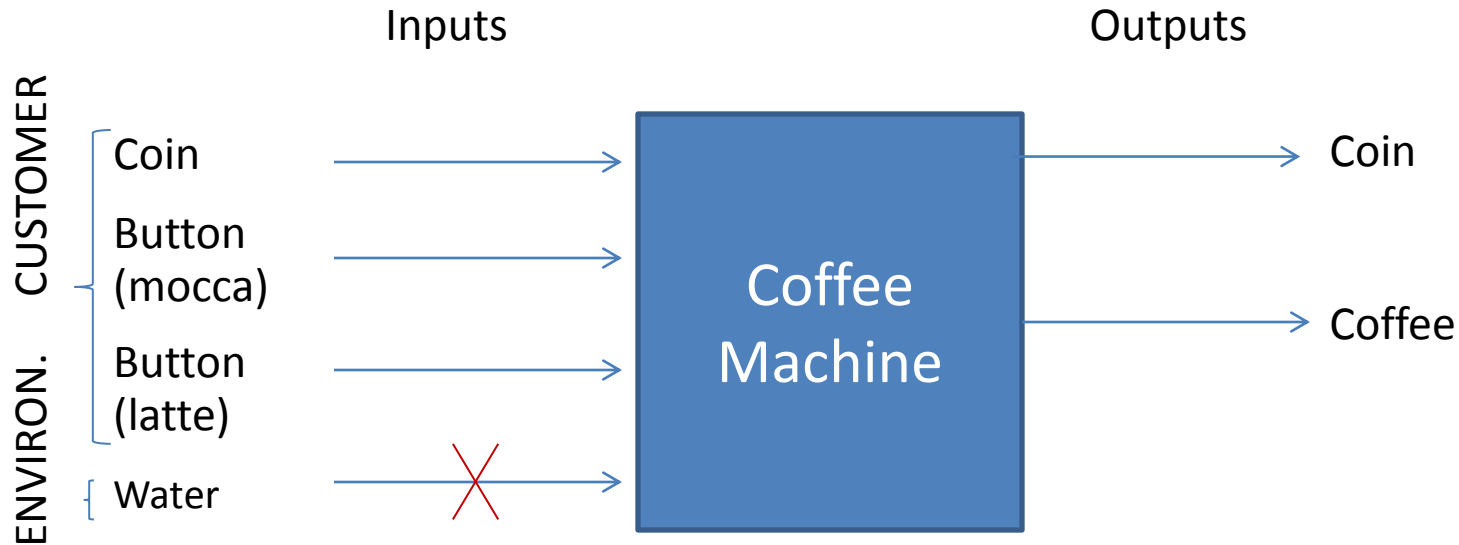 Inputs
Outputs
CUSTOMER
Coin
Button
(mocca)
Button
(latte)
ENVIRON.
Water
Coffee
Machine
Coin
Coffee